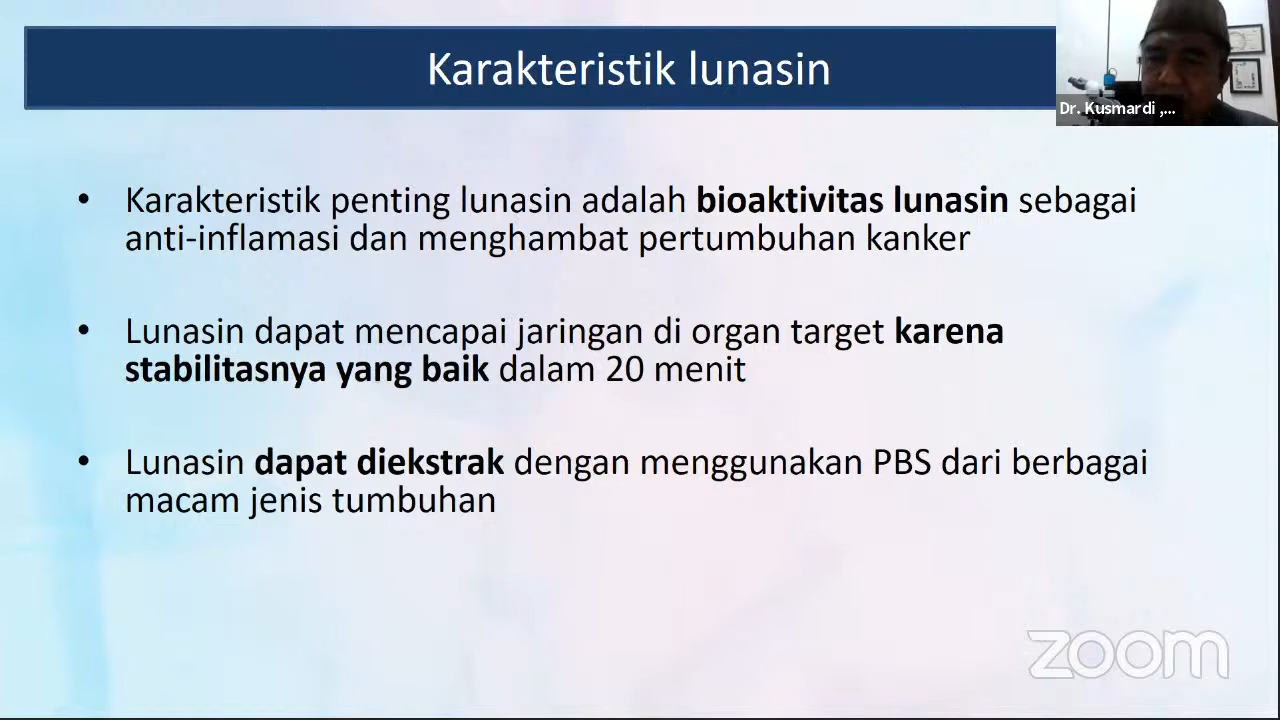 Karakteristik lunasin
Dr. Kusmardi ,...
• Karakteristik penting lunasin adalah bioaktivitas lunasin sebagai
anti-inflamasi dan menghambat pertumbuhan kanker
• Lunasin dapat mencapai jaringan di organ target karena
stabilitasnya yang baik dalam 20 menit
• Lunasin dapat diekstrak dengan menggunakan PBS dari berbagai
macam jenis tumbuhan
zoom